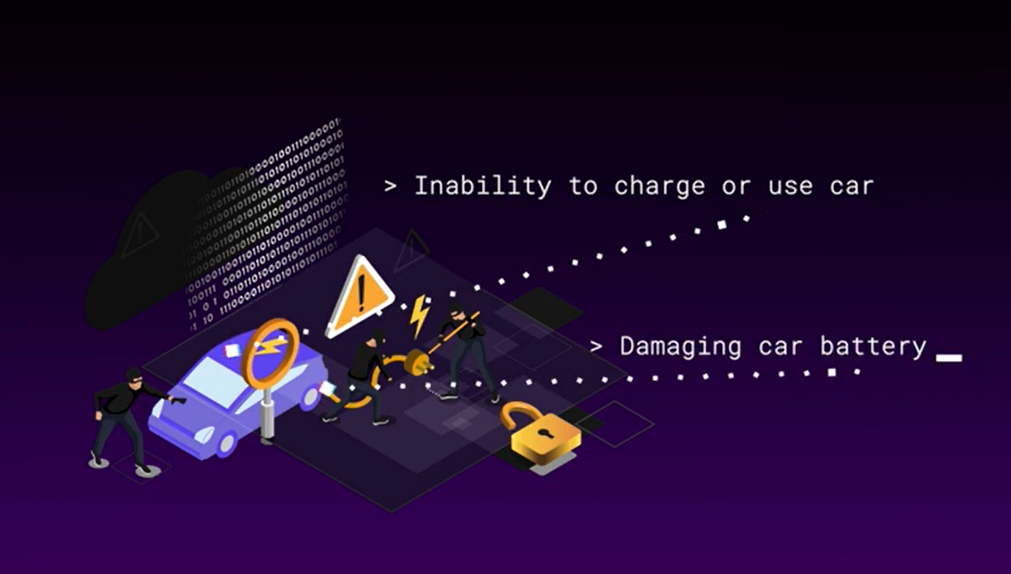 > Inability to charge or use car
> Damaging car battery